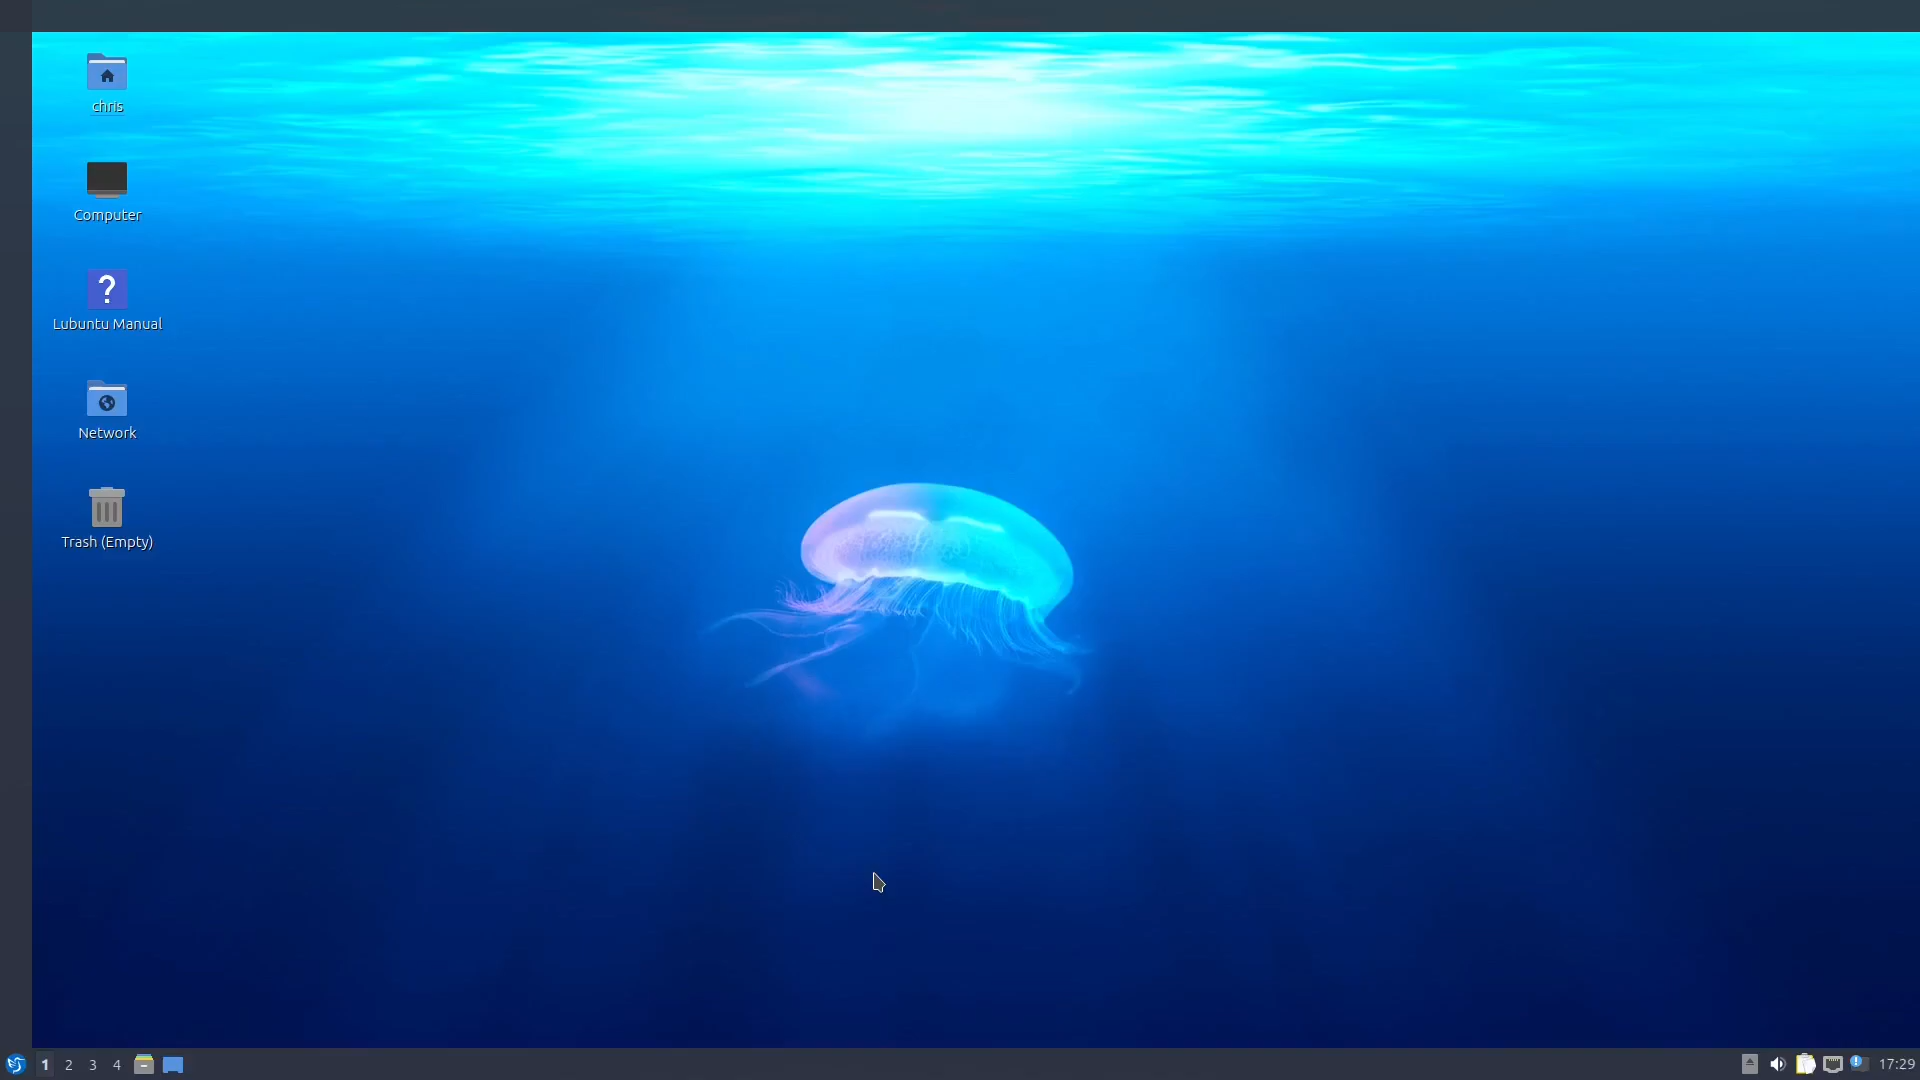 chris
Computer
?
Lubuntu Manual
Network
Trash (Empty)
1 2 3 4 17:29